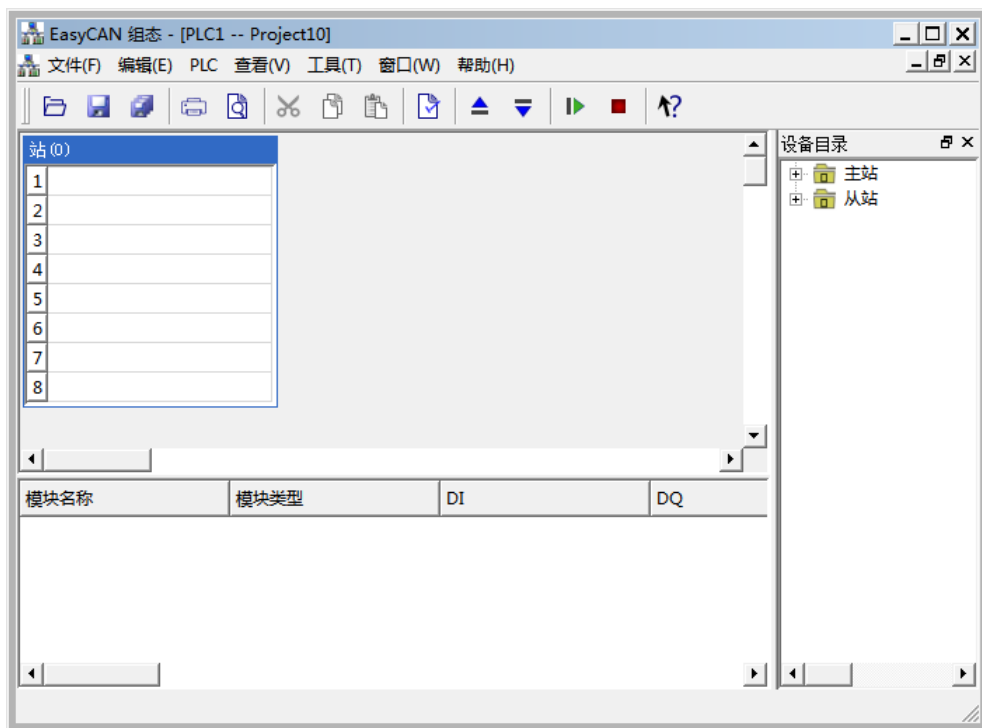 EasyCAN 组态 - [PLC1 -- Project10]
文件(F) 编辑(E) PLC 查看(V) 工具(T) 窗口(W) 帮助(H)
站(0)
1
2
3
4
5
6
7
8
设备目录
主站
从站
模块名称 模块类型 DI DQ